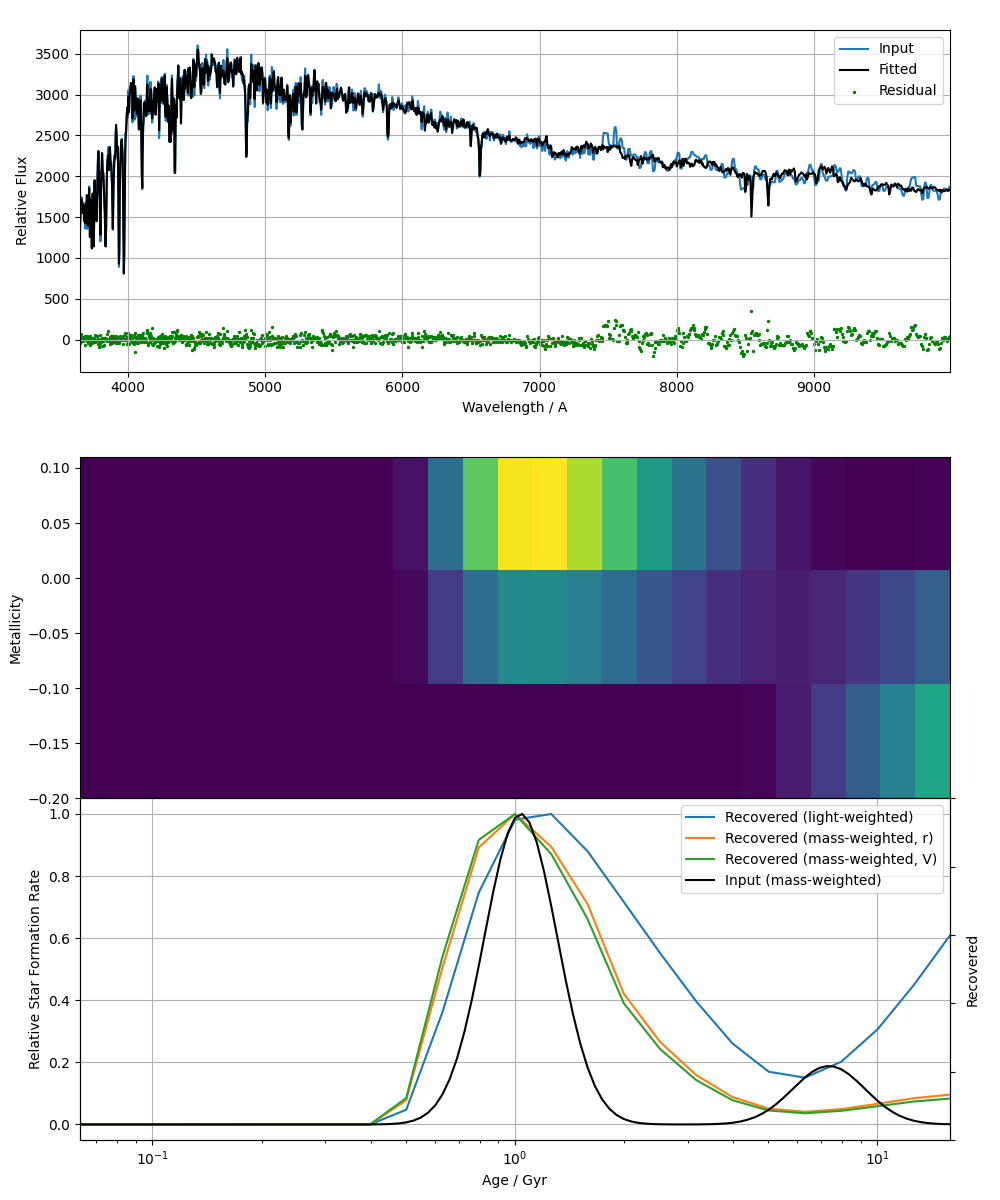 3500
3000
2500
2000
1500
1000
500
0
Relative Flux
Input
Fitted
Residual
4000
5000
6000
7000
8000
9000
Wavelength / A
0.10
0.05
0.00
−0.05
−0.10
−0.15
−0.20
Metallicity
1.0
0.8
0.6
0.4
0.2
0.0
Relative Star Formation Rate
Recovered (light-weighted)
Recovered (mass-weighted, r)
Recovered (mass-weighted, V)
Input (mass-weighted)
Recovered
10⁻¹
10⁰
10¹
Age / Gyr